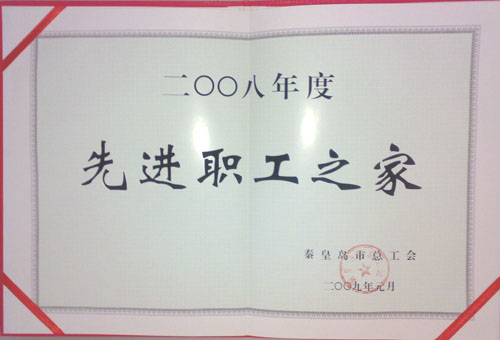 二〇〇八年度
先进职工之家
秦皇岛市总工会
二〇〇九年元月